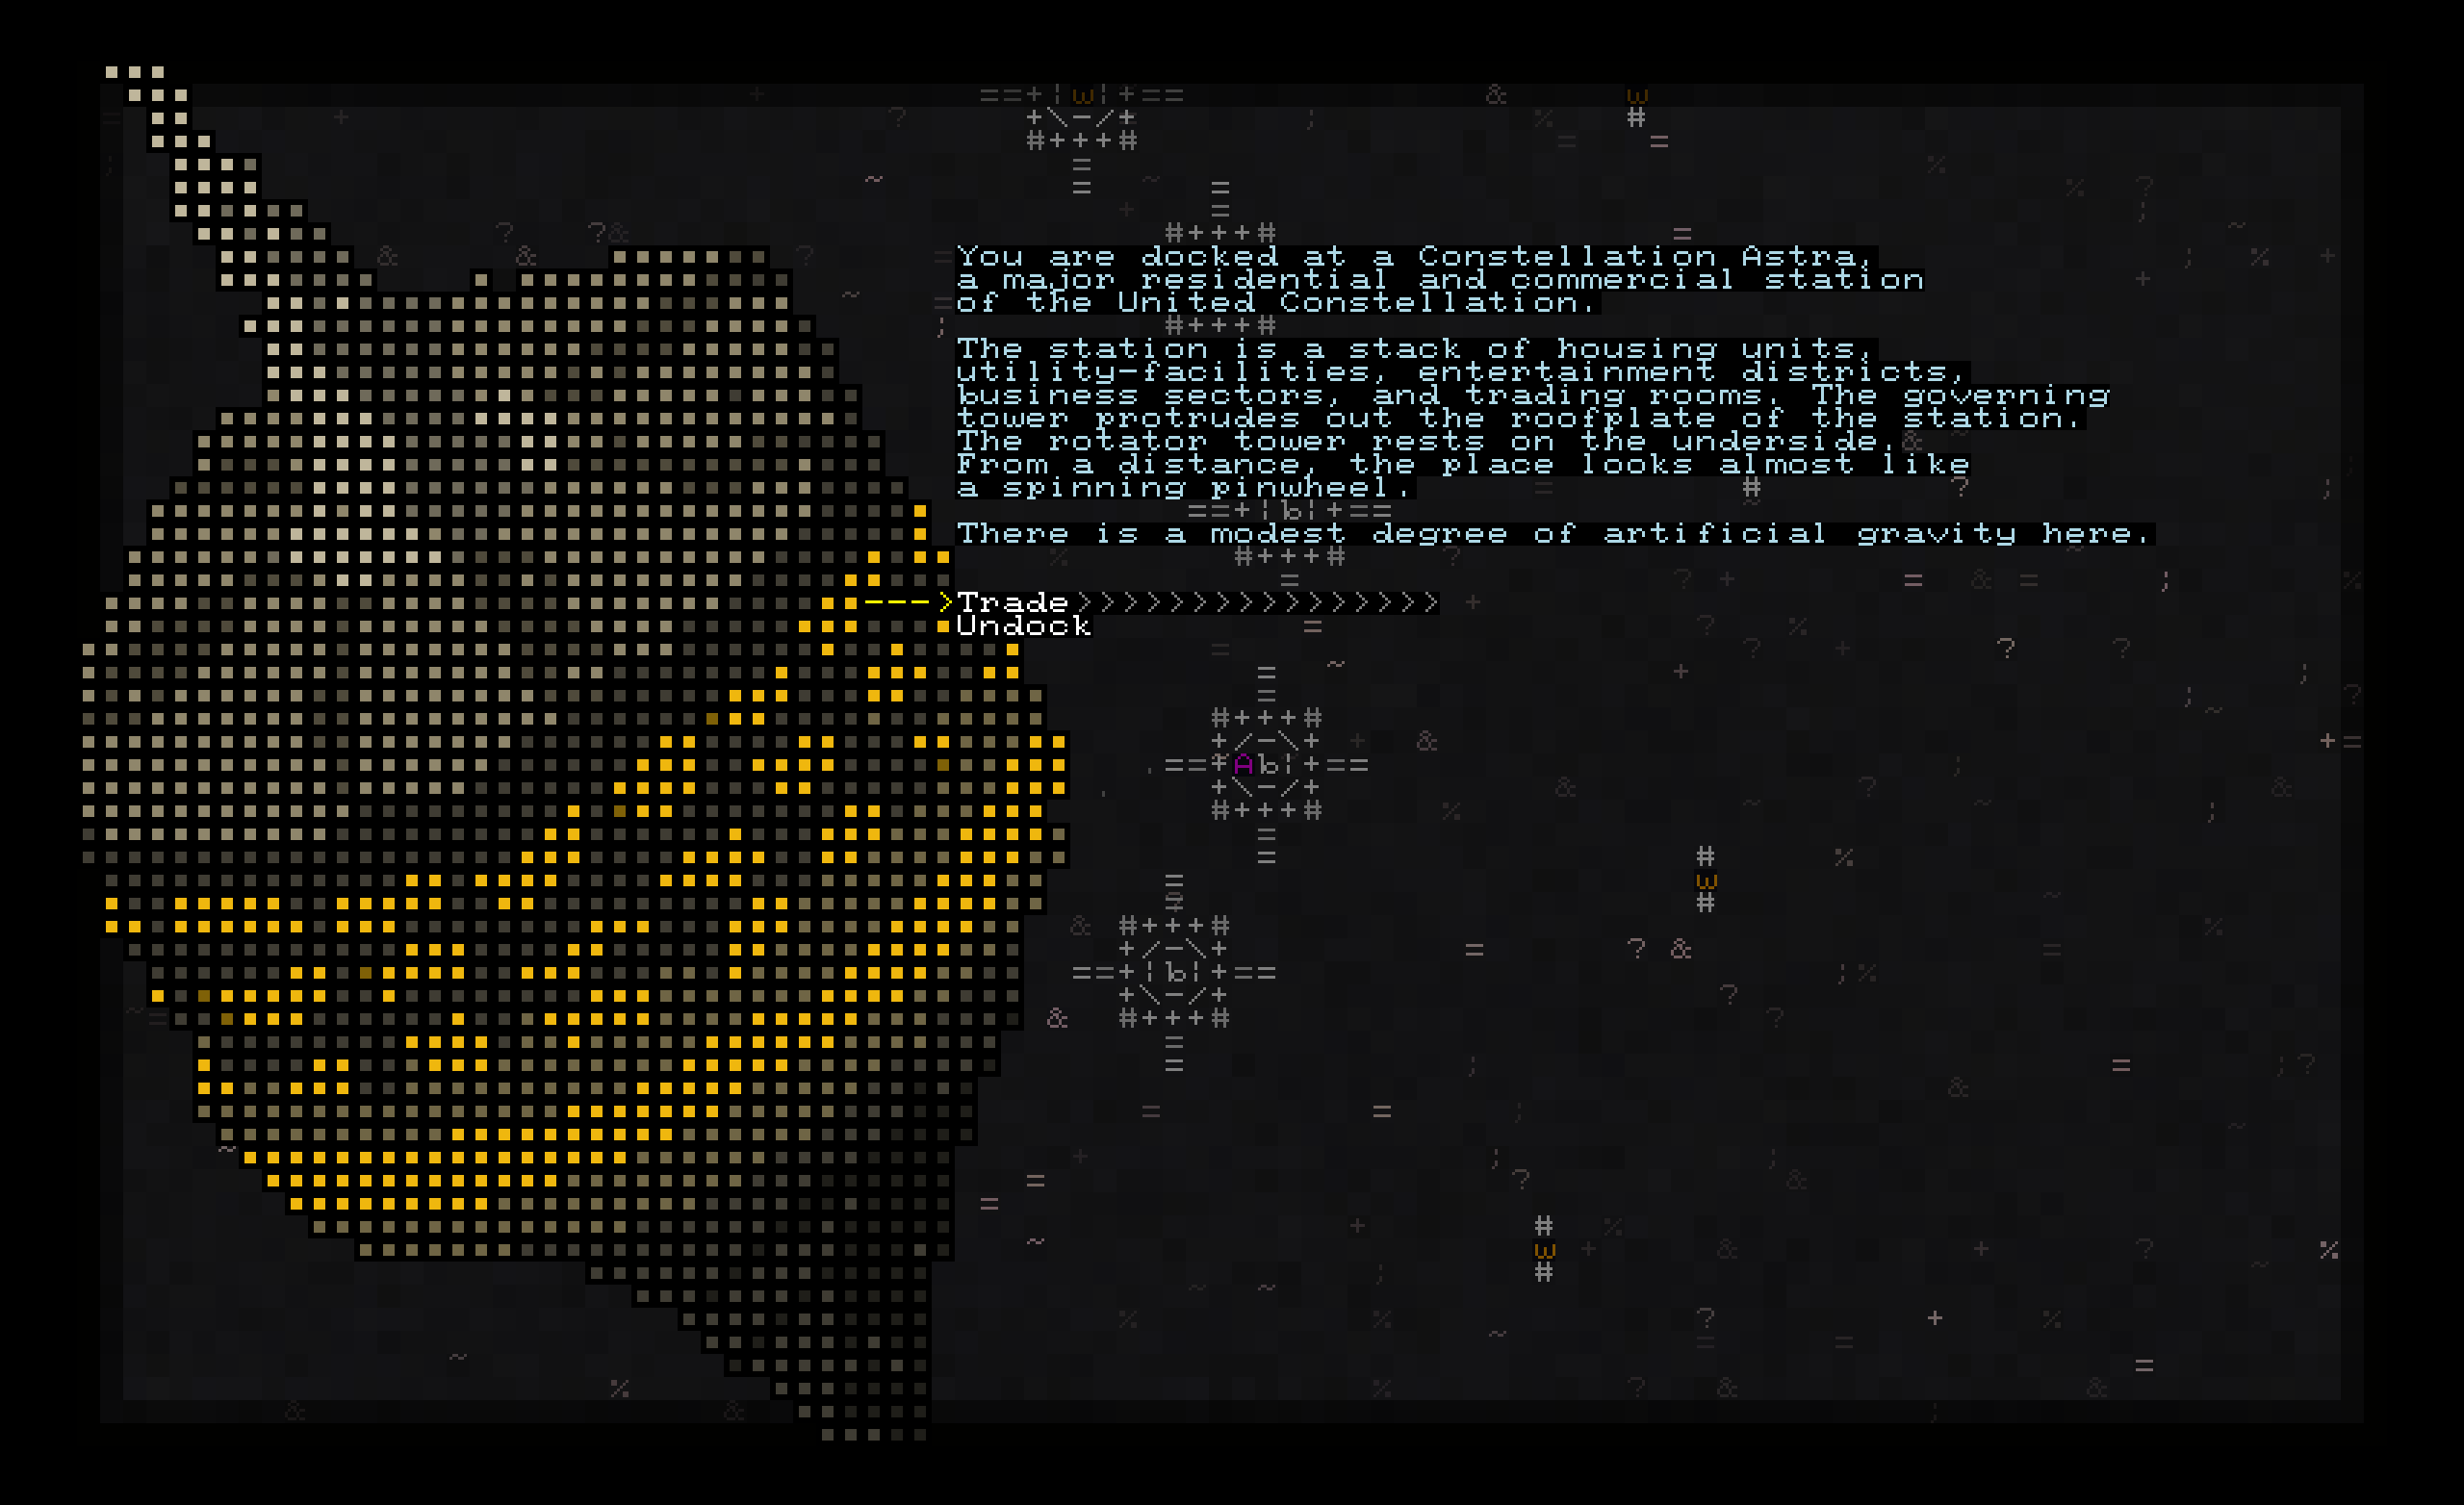 You are docked at a Constellation Astra,
a major residential and commercial station
of the United Constellation.
The station is a stack of housing units,
utility-facilities, entertainment districts,
business sectors, and trading rooms. The governing
tower protrudes out the roofplate of the station.
The rotator tower rests on the underside.
From a distance, the place looks almost like
a spinning pinwheel.
There is a modest degree of artificial gravity here.
--->Trade>>>>>>>>>>>>>>>>
Undock